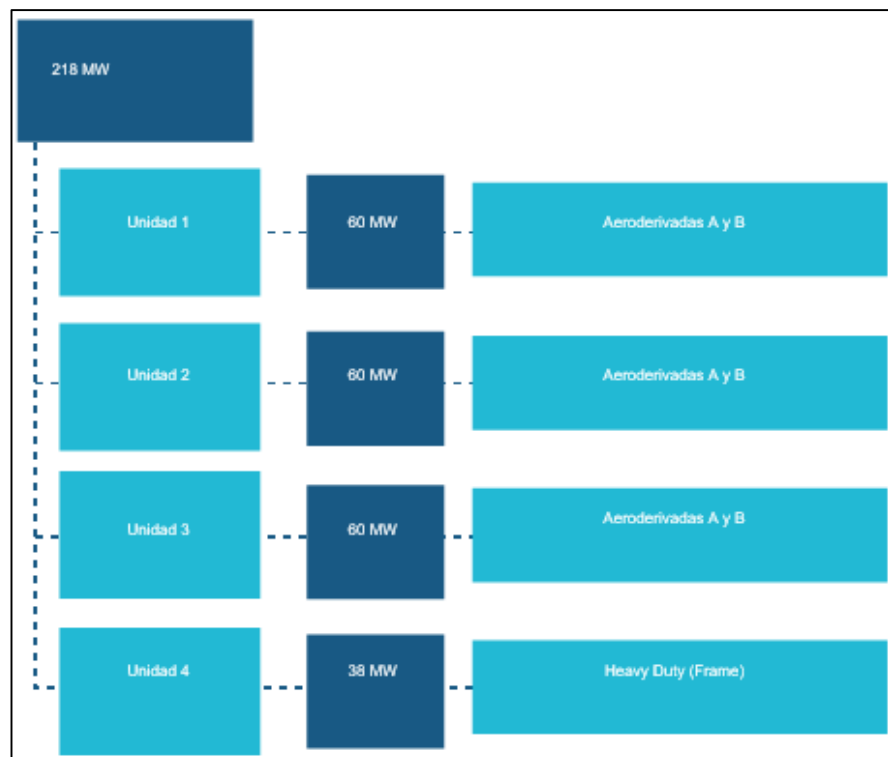 218 MW
Unidad 1
60 MW
Aeroderivadas A y B
Unidad 2
60 MW
Aeroderivadas A y B
Unidad 3
60 MW
Aeroderivadas A y B
Unidad 4
38 MW
Heavy Duty (Frame)